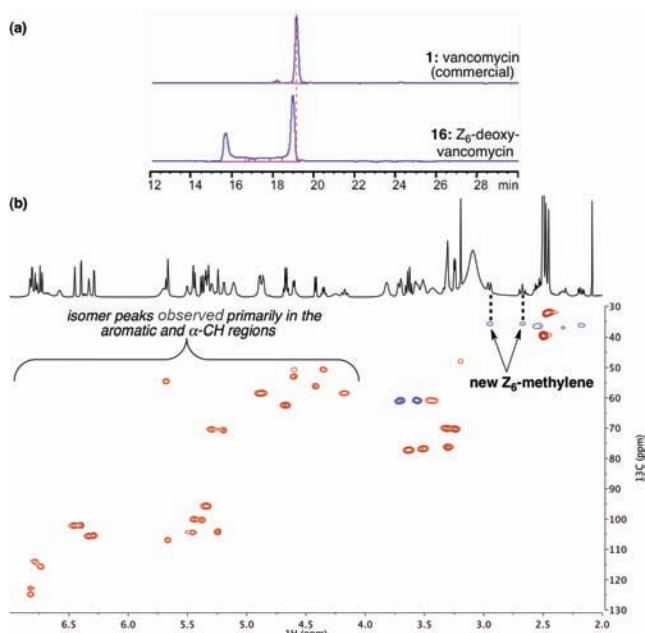 (a)
1: vancomycin
(commercial)
16: Z6-deoxy-
vancomycin
12 14 16 18 20 22 24 26 28 min
(b)
isomer peaks observed primarily in the
aromatic and α-CH regions
new Z6-methylene
30
40
50
60
70
80
90
100
110
120
130
13C (ppm)
6.5 6.0 5.5 5.0 4.5 4.0 3.5 3.0 2.5 2.0
1H (ppm)